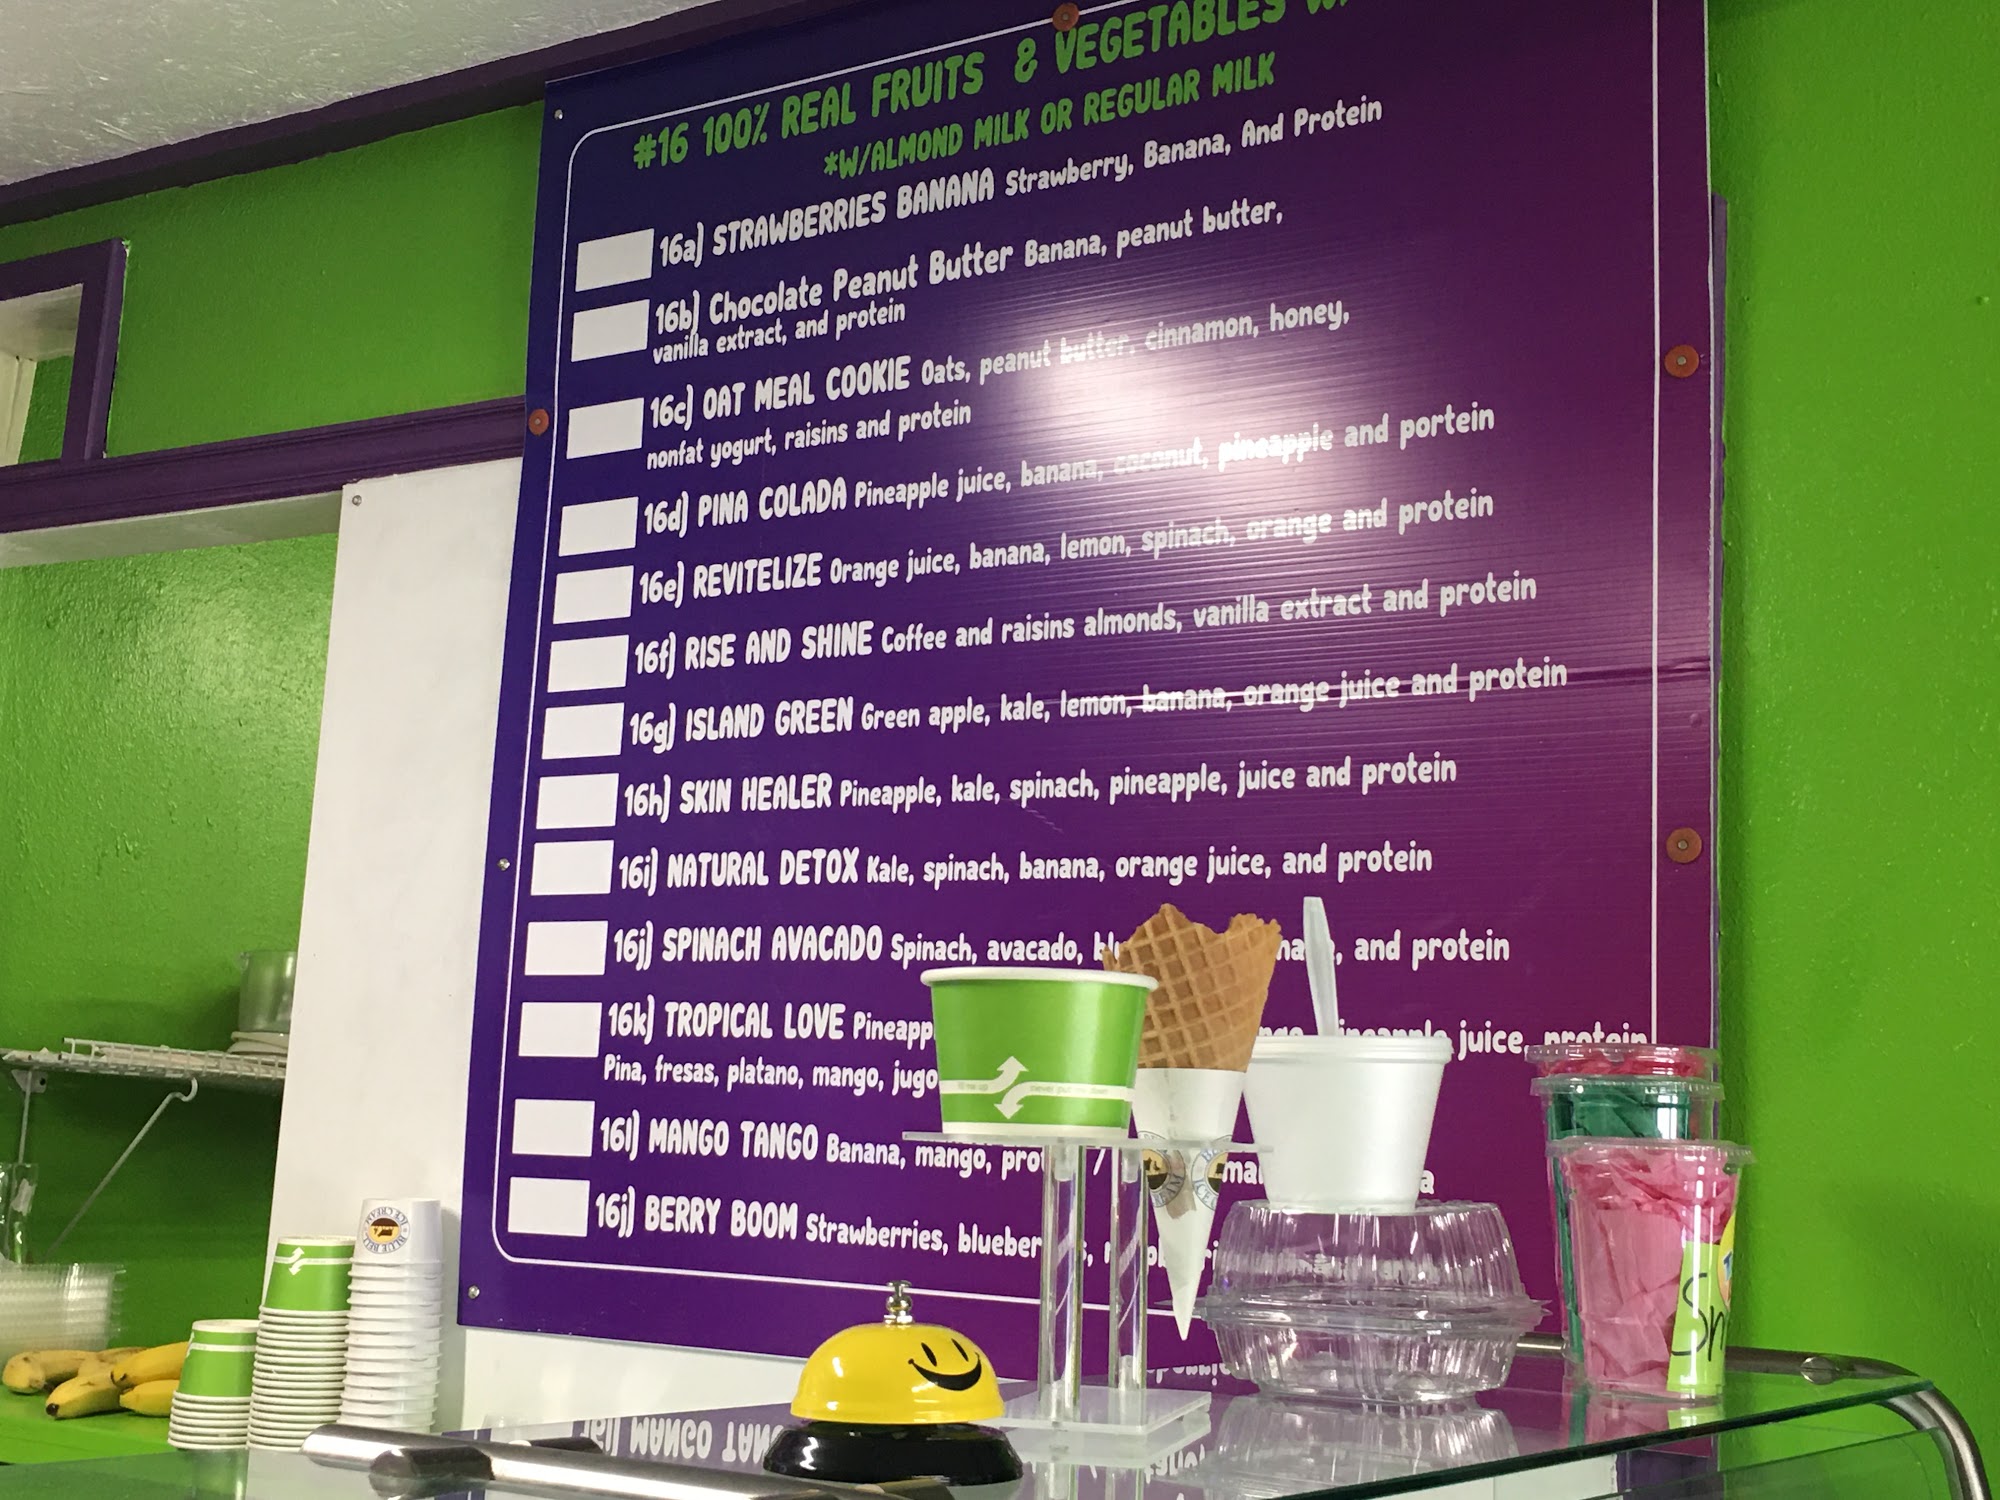 #16 100% REAL FRUITS & VEGETABLES
*W/ALMOND MILK OR REGULAR MILK
16a) STRAWBERRIES BANANA Strawberry, Banana, And Protein
16b) Chocolate Peanut Butter Banana, peanut butter,
vanilla extract, and protein
16c) OAT MEAL COOKIE Oats, peanut butter, cinnamon, honey,
nonfat yogurt, raisins and protein
16d) PINA COLADA Pineapple juice, banana, coconut, pineapple and portein
16e) REVITELIZE Orange juice, banana, lemon, spinach, orange and protein
16f) RISE AND SHINE Coffee and raisins almonds, vanilla extract and protein
16g) ISLAND GREEN Green apple, kale, lemon, banana, orange juice and protein
16h) SKIN HEALER Pineapple, kale, spinach, pineapple, juice and protein
16i) NATURAL DETOX Kale, spinach, banana, orange juice, and protein
16j) SPINACH AVACADO Spinach, avacado, and protein
16k) TROPICAL LOVE juice, protein
Pina, fresas, platano, mango, jugo
16l) MANGO TANGO Banana, mango,
16j) BERRY BOOM Strawberries,